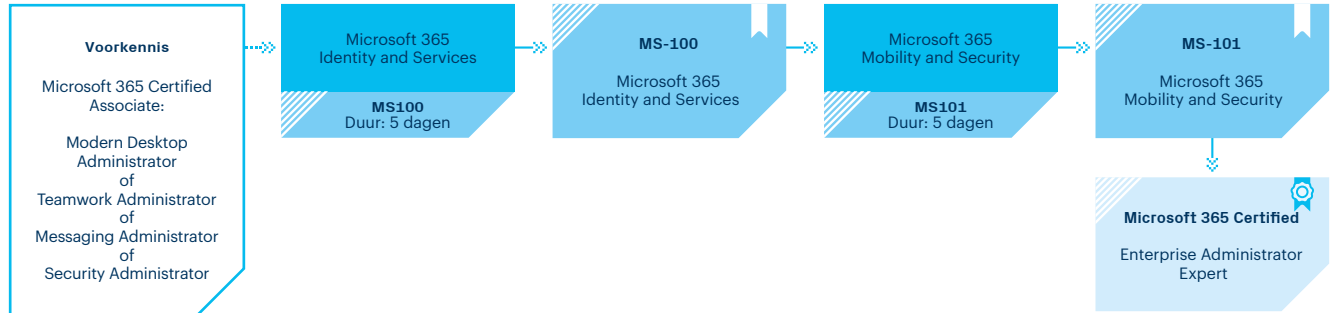 Voorkennis
Microsoft 365 Certified
Associate:
Modern Desktop
Administrator
of
Teamwork Administrator
of
Messaging Administrator
of
Security Administrator
Microsoft 365
Identity and Services
MS100
Duur: 5 dagen
MS-100
Microsoft 365
Identity and Services
Microsoft 365
Mobility and Security
MS101
Duur: 5 dagen
MS-101
Microsoft 365
Mobility and Security
Microsoft 365 Certified
Enterprise Administrator
Expert